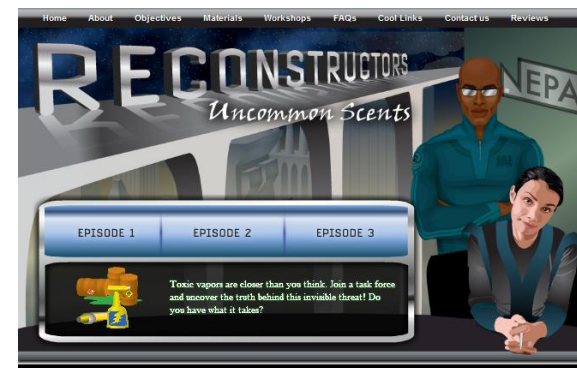 Home About Objectives Materials Workshops FAQs Cool Links Contact us Reviews
RECONSTRUCTORS
Uncommon Scents
NEPA
EPISODE 1 EPISODE 2 EPISODE 3
Toxic vapors are closer than you think. Join a task force
and uncover the truth behind this invisible threat! Do
you have what it takes?